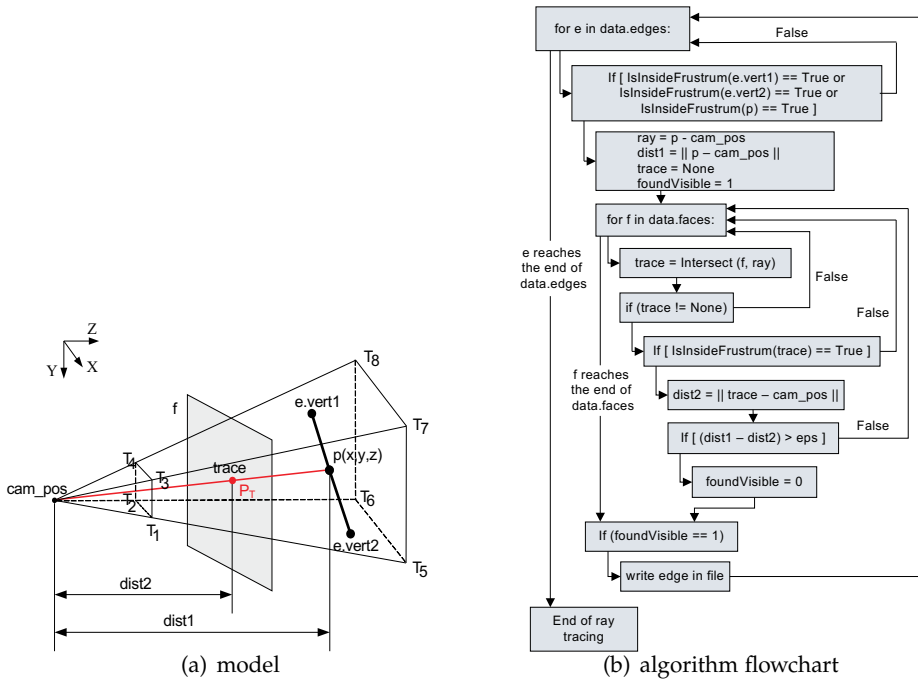 Z
Y
X
T8
e.vert1
f
T7
p(x,y,z)
T4
trace
T3
cam_pos
PT
T6
T2
T1
e.vert2
T5
dist2
dist1
(a) model
for e in data.edges:
False
If [ IsInsideFrustrum(e.vert1) == True or
IsInsideFrustrum(e.vert2) == True or
IsInsideFrustrum(p) == True ]
ray = p - cam_pos
dist1 = || p – cam_pos ||
trace = None
foundVisible = 1
for f in data.faces:
e reaches
the end of
data.edges
trace = Intersect (f, ray)
False
if (trace != None)
False
If [ IsInsideFrustrum(trace) == True ]
f reaches
the end of
data.faces
dist2 = || trace – cam_pos ||
False
If [ (dist1 – dist2) > eps ]
foundVisible = 0
If (foundVisible == 1)
write edge in file
End of ray
tracing
(b) algorithm flowchart